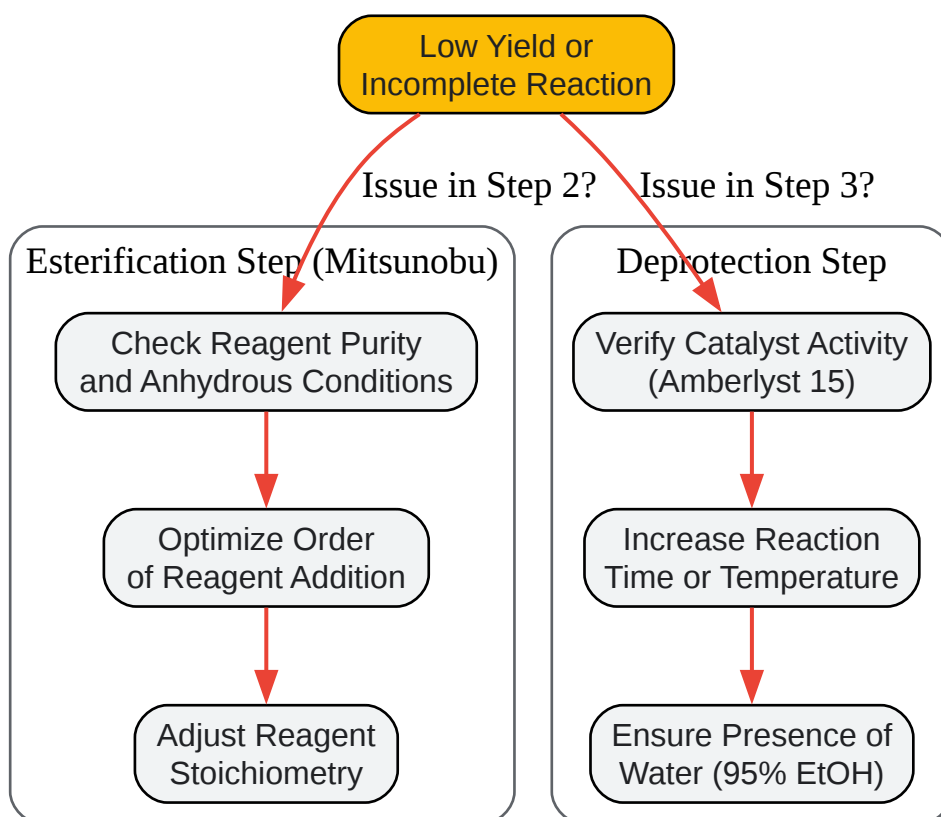 Low Yield or
Incomplete Reaction
Issue in Step 2?
Issue in Step 3?
Esterification Step (Mitsunobu)
Check Reagent Purity
and Anhydrous Conditions
Optimize Order
of Reagent Addition
Adjust Reagent
Stoichiometry
Deprotection Step
Verify Catalyst Activity
(Amberlyst 15)
Increase Reaction
Time or Temperature
Ensure Presence of
Water (95% EtOH)